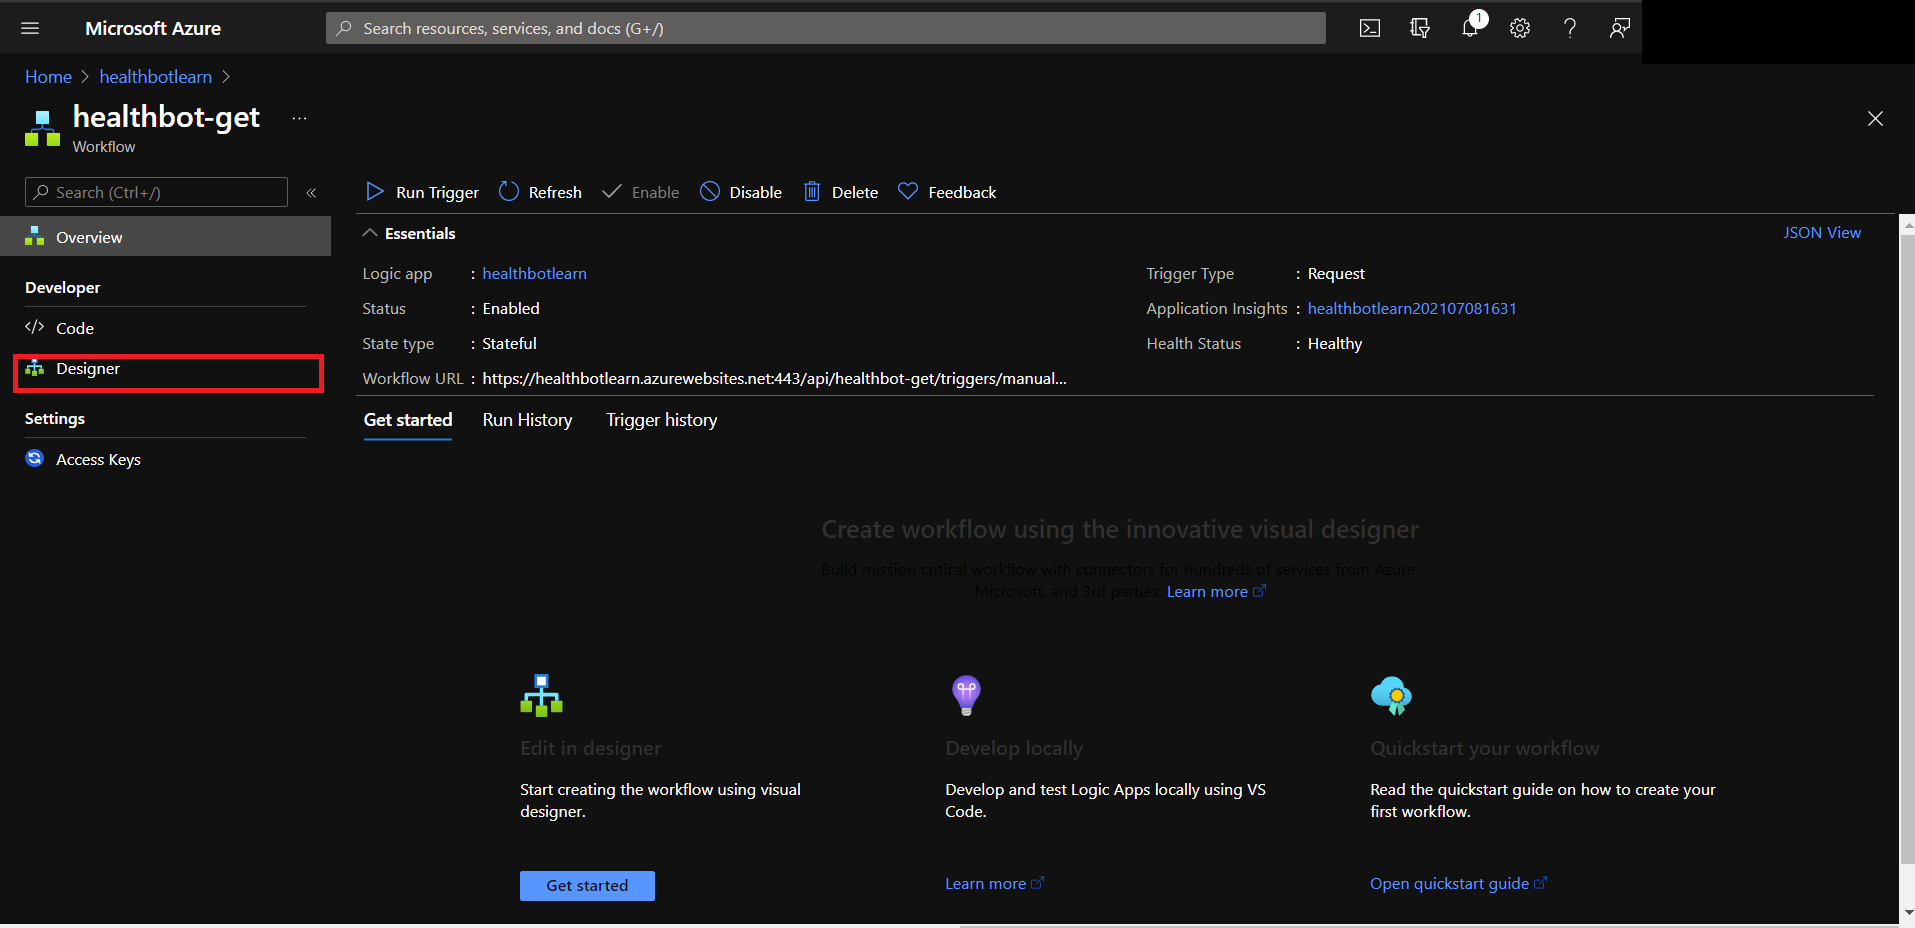 Microsoft Azure
Search resources, services, and docs (G+/)
1
Home > healthbotlearn >
healthbot-get ...
Workflow
Search (Ctrl+/) «
Overview
Developer
</> Code
Designer
Settings
Access Keys
Run Trigger Refresh Enable Disable Delete Feedback
Essentials JSON View
Logic app : healthbotlearn
Status : Enabled
State type : Stateful
Workflow URL : https://healthbotlearn.azurewebsites.net:443/api/healthbot-get/triggers/manual...
Trigger Type : Request
Application Insights : healthbotlearn202107081631
Health Status : Healthy
Get started Run History Trigger history
Create workflow using the innovative visual designer
Build mission critical workflow with connectors for hundreds of services from Azure,
Microsoft, and 3rd parties. Learn more
Edit in designer
Start creating the workflow using visual
designer.
Get started
Develop locally
Develop and test Logic Apps locally using VS
Code.
Learn more
Quickstart your workflow
Read the quickstart guide on how to create your
first workflow.
Open quickstart guide